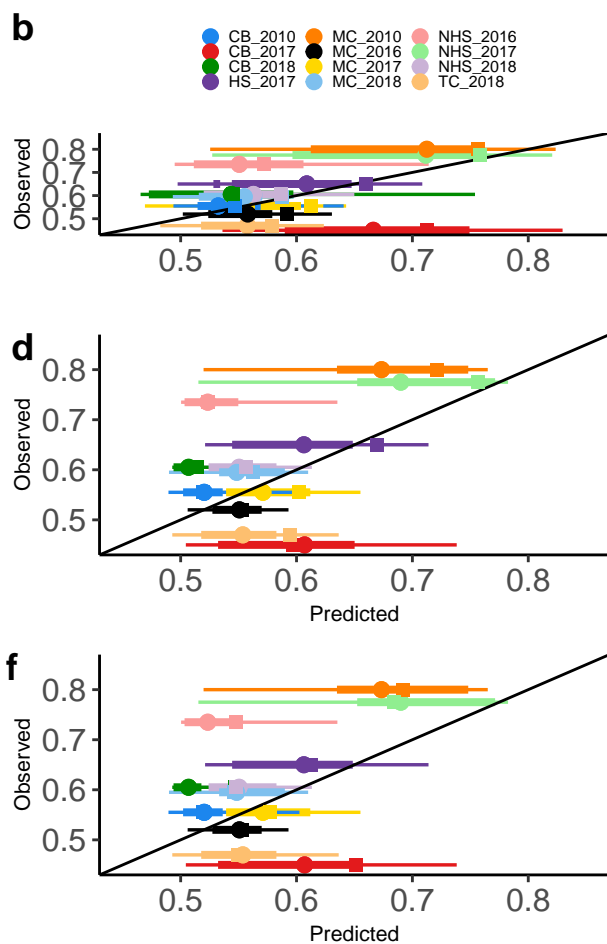 b
CB_2010 MC_2010 NHS_2016
CB_2017 MC_2016 NHS_2017
CB_2018 MC_2017 NHS_2018
HS_2017 MC_2018 TC_2018
Observed
0.8
0.7
0.6
0.5
0.5 0.6 0.7 0.8
d
Observed
0.8
0.7
0.6
0.5
0.5 0.6 0.7 0.8
Predicted
f
Observed
0.8
0.7
0.6
0.5
0.5 0.6 0.7 0.8
Predicted